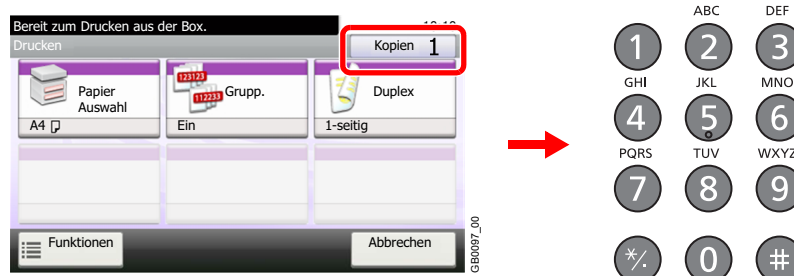 Bereit zum Drucken aus der Box.
Drucken
Kopien 1
Papier Auswahl
A4
123123
112233
Grupp.
Ein
Duplex
1-seitig
Funktionen
Abbrechen
GB0097_00
ABC DEF
1 2 3
GHI JKL MNO
4 5 6
PQRS TUV WXYZ
7 8 9
*/. 0 #